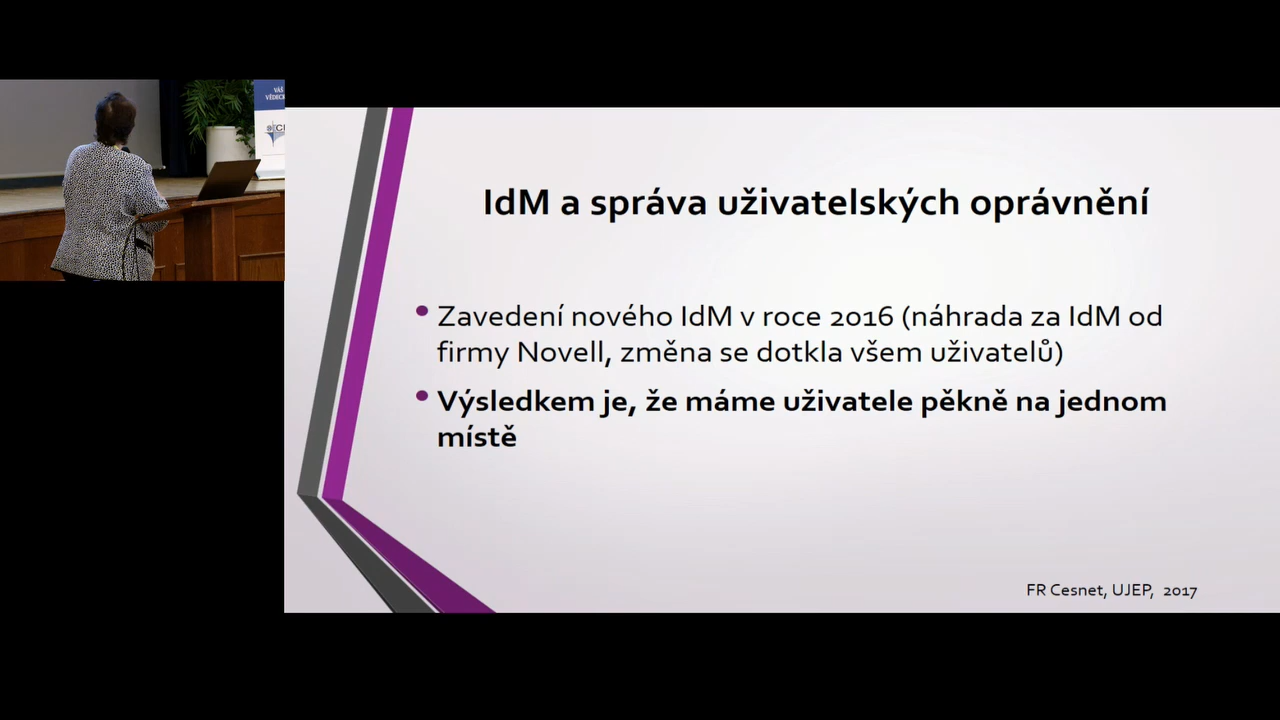 VÁŠ
IdM a správa uživatelských oprávnění
Zavedení nového IdM v roce 2016 (náhrada za IdM od
firmy Novell, změna se dotkla všem uživatelů)
Výsledkem je, že máme uživatele pěkně na jednom
místě
FR Cesnet, UJEP, 2017